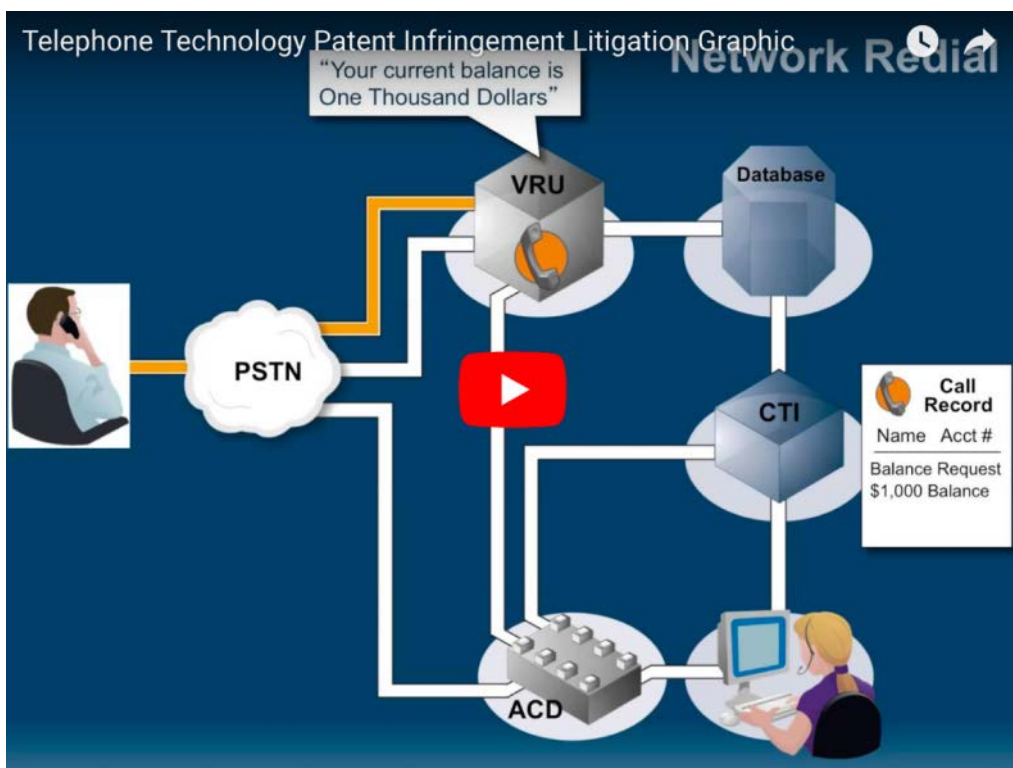 Telephone Technology Patent Infringement Litigation Graphic
Network Redial
"Your current balance is
One Thousand Dollars"
VRU
Database
PSTN
CTI
Call
Record
Name Acct #
Balance Request
$1,000 Balance
ACD